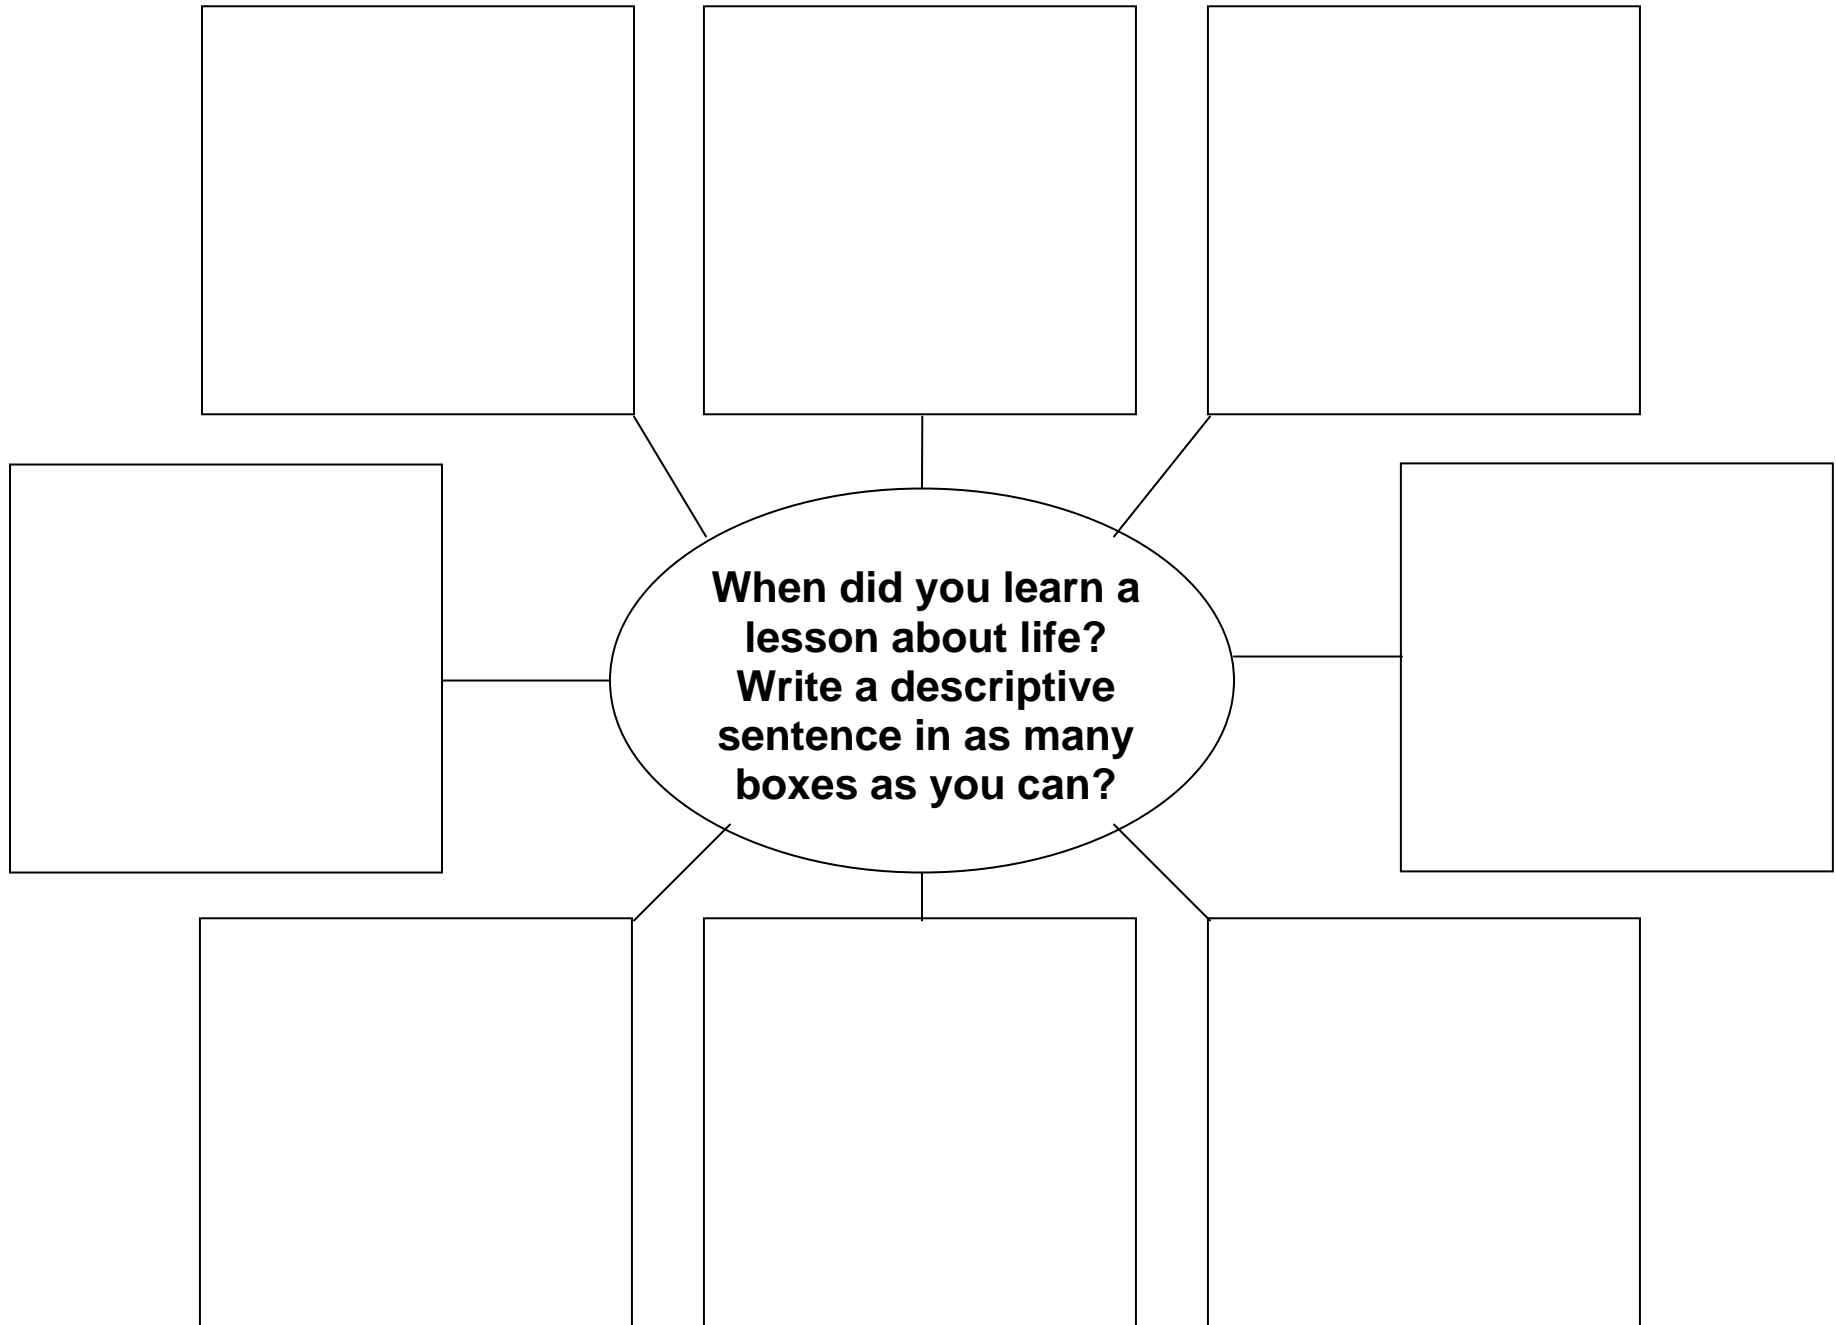 When did you learn a
lesson about life?
Write a descriptive
sentence in as many
boxes as you can?